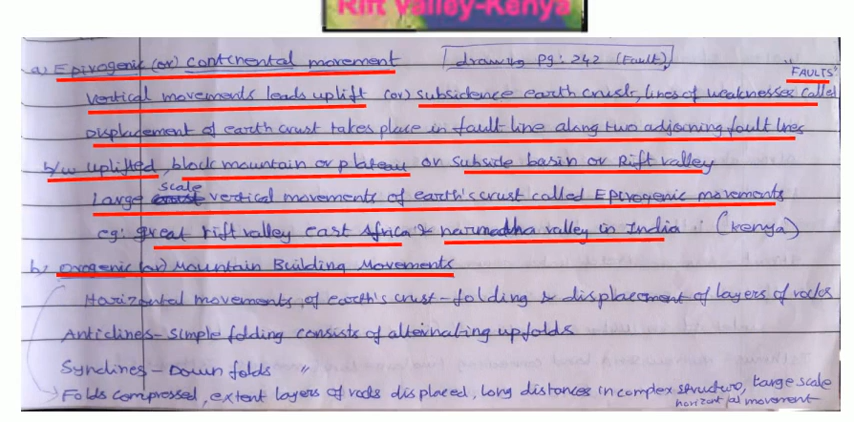 Rift Valley-Kenya
a) Epirogenic (or) continental movement [drawing pg: 242 (Fault)]
"FAULTS"
Vertical movements leads uplift (or) subsidence earth crusts, lines of weaknesses called
Displacement of earth crust takes place in fault line along two adjoining fault lines
b/w uplifted, block mountain or plateau or subside basin or Rift valley
Large scale vertical movements of earth's crust called Epirogenic movements
eg: great rift valley east Africa & narmadha valley in India (kenya)
b) Orogenic (or) Mountain Building Movements
Horizontal movements of earth's crust - folding & displacement of layers of rocks
Anticlines - simple folding consists of alternating upfolds
Synclines - Down folds "
Folds compressed, extent layers of rocks displaced, long distances in complex structure, large scale
horizontal movement